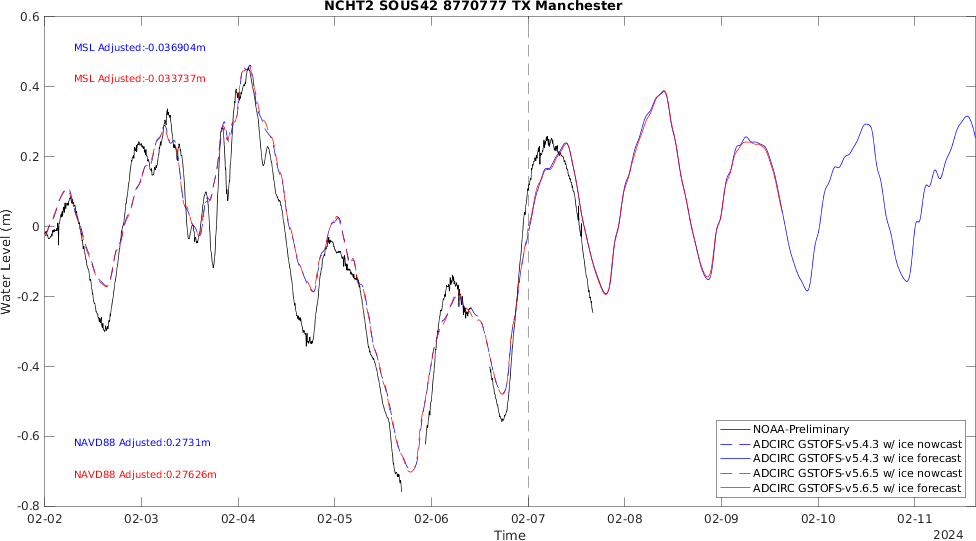 NCHT2 SOUS42 8770777 TX Manchester
MSL Adjusted:-0.036904m
MSL Adjusted:-0.033737m
NAVD88 Adjusted:0.2731m
NAVD88 Adjusted:0.27626m
Water Level (m)
0.6
0.4
0.2
0
-0.2
-0.4
-0.6
-0.8
NOAA-Preliminary
ADCIRC GSTOFS-v5.4.3 w/ ice nowcast
ADCIRC GSTOFS-v5.4.3 w/ ice forecast
ADCIRC GSTOFS-v5.6.5 w/ ice nowcast
ADCIRC GSTOFS-v5.6.5 w/ ice forecast
02-02 02-03 02-04 02-05 02-06 02-07 02-08 02-09 02-10 02-11
Time
2024